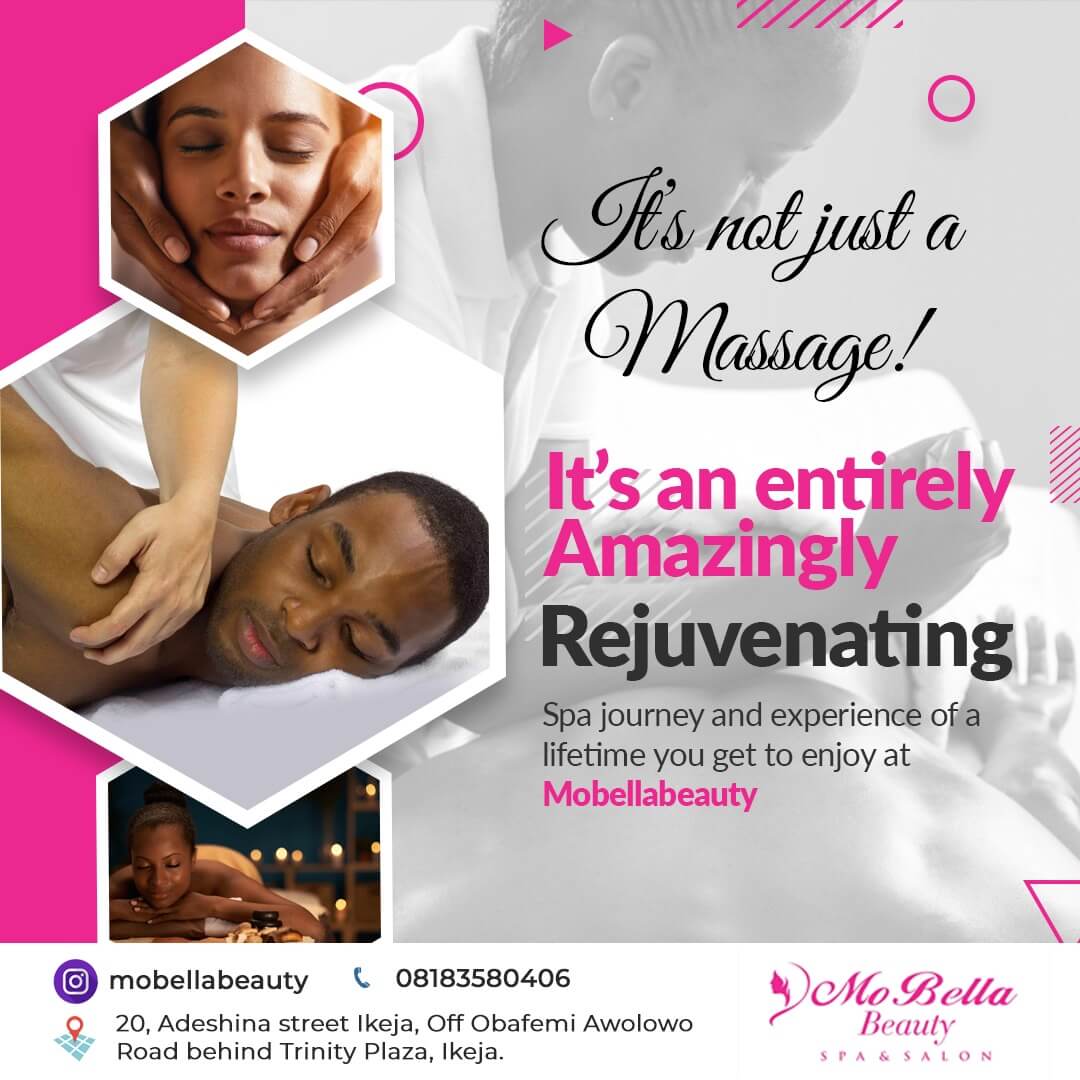 It's not just a
Massage!
It's an entirely
Amazingly
Rejuvenating
Spa journey and experience of a
lifetime you get to enjoy at
Mobellabeauty
mobellabeauty
08183580406
20, Adeshina street Ikeja, Off Obafemi Awolowo
Road behind Trinity Plaza, Ikeja.
MoBella
Beauty
SPA & SALON